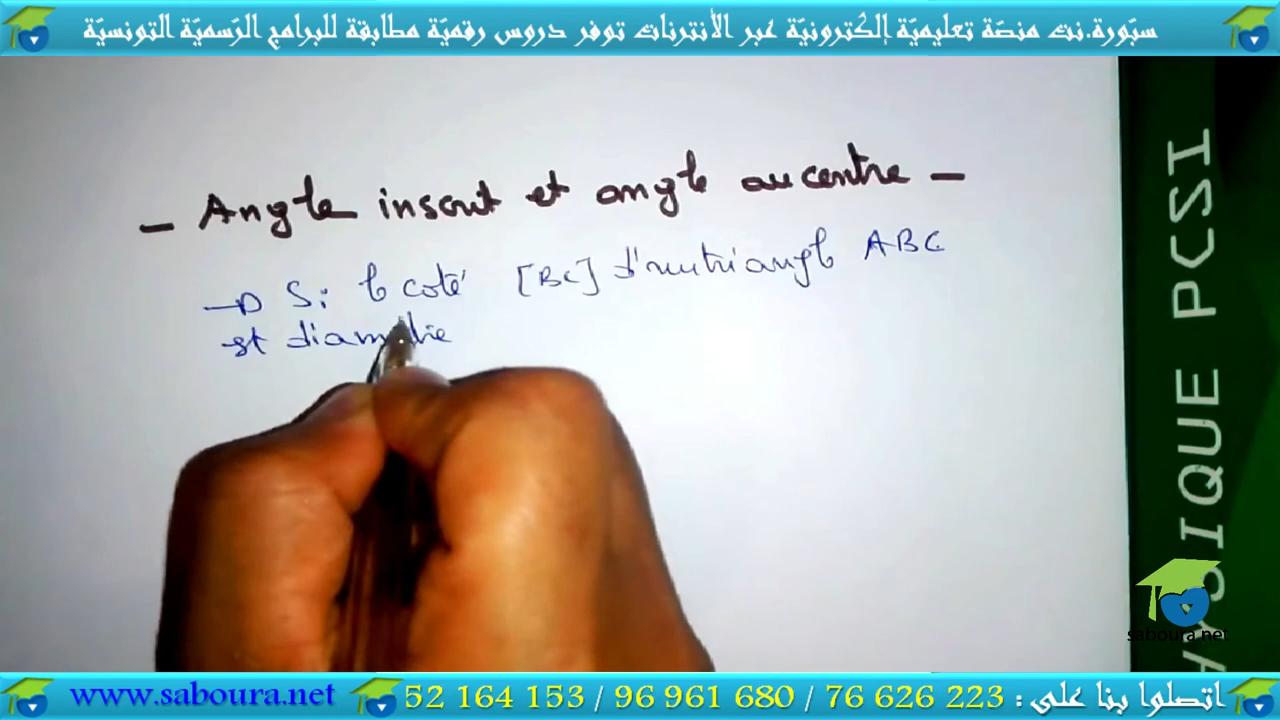 سبّورة.نت منصّة تعليميّة إلكترونيّة عبر الأنترنات توفر دروس رقميّة مطابقة للبرامج الرّسميّة التونسيّة
- Angle inscrit et angle au centre -
→ Si le coté [BC] d'un triangle ABC
est diamètre
PHYSIQUE PCSI
saboura.net
www.saboura.net
52 164 153 / 96 961 680 / 76 626 223 اتصلوا بنا على :